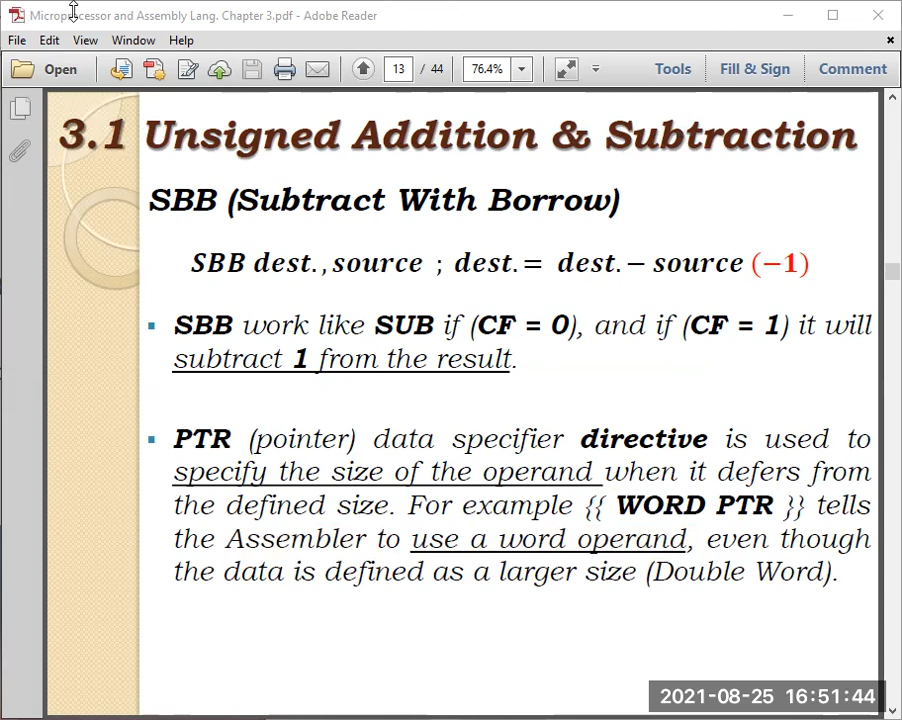 Microprocessor and Assembly Lang. Chapter 3.pdf - Adobe Reader
File Edit View Window Help
Open 13 / 44 76.4% Tools Fill & Sign Comment
3.1 Unsigned Addition & Subtraction
SBB (Subtract With Borrow)
SBB dest. , source ; dest. = dest. − source (−1)
▪ SBB work like SUB if (CF = 0), and if (CF = 1) it will
subtract 1 from the result.
▪ PTR (pointer) data specifier directive is used to
specify the size of the operand when it defers from
the defined size. For example {{ WORD PTR }} tells
the Assembler to use a word operand, even though
the data is defined as a larger size (Double Word).
2021-08-25 16:51:44